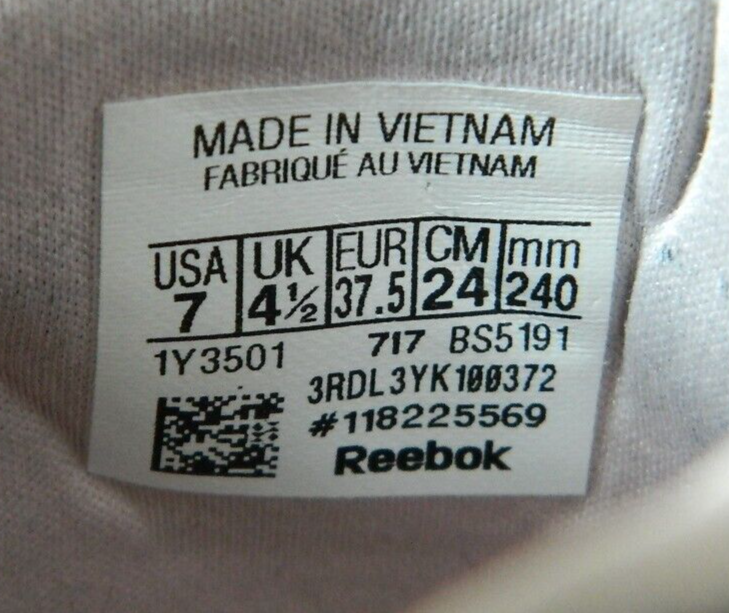 MADE IN VIETNAM
FABRIQUÉ AU VIETNAM
USA UK EUR CM mm
7 4½ 37.5 24 240
1Y3501 717 BS5191
3RDL3YK100372
#118225569
Reebok